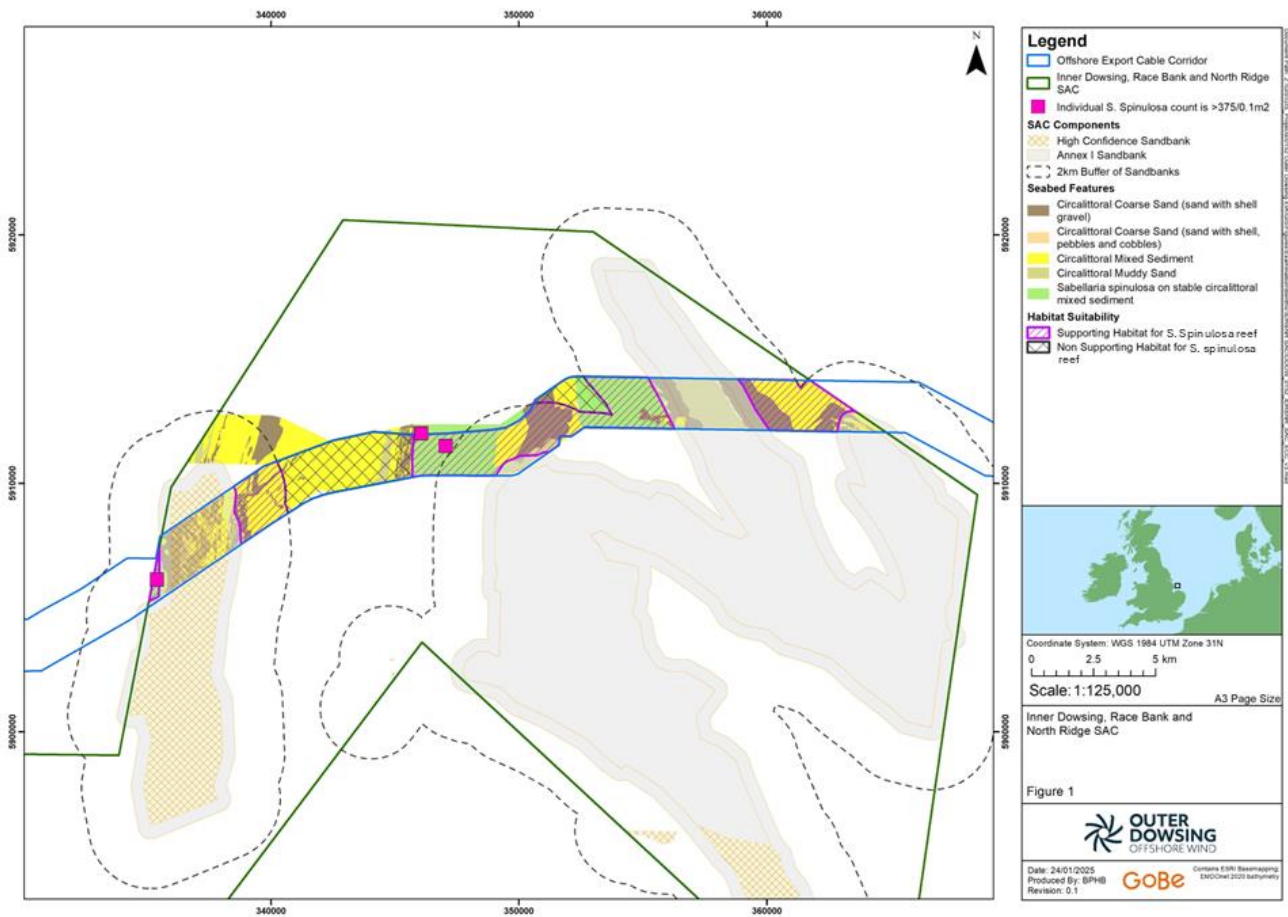 340000
350000
360000
N
5920000
5910000
5900000
5920000
5910000
5900000
340000
350000
360000
Legend
Offshore Export Cable Corridor
Inner Dowsing, Race Bank and North Ridge
SAC
Individual S. Spinulosa count is >375/0.1m2
SAC Components
High Confidence Sandbank
Annex I Sandbank
2km Buffer of Sandbanks
Seabed Features
Circalittoral Coarse Sand (sand with shell
gravel)
Circalittoral Coarse Sand (sand with shell,
pebbles and cobbles)
Circalittoral Mixed Sediment
Circalittoral Muddy Sand
Sabellaria spinulosa on stable circalittoral
mixed sediment
Habitat Suitability
Supporting Habitat for S. Spinulosa reef
Non Supporting Habitat for S. spinulosa
reef
Coordinate System: WGS 1984 UTM Zone 31N
0 2.5 5 km
Scale: 1:125,000
A3 Page Size
Inner Dowsing, Race Bank and
North Ridge SAC
Figure 1
OUTER
DOWSING
OFFSHORE WIND
Date: 24/01/2025
Produced By: BPHB
Revision: 0.1
GoBe
Contains ESRI Basemapping;
EMODnet 2020 bathymetry